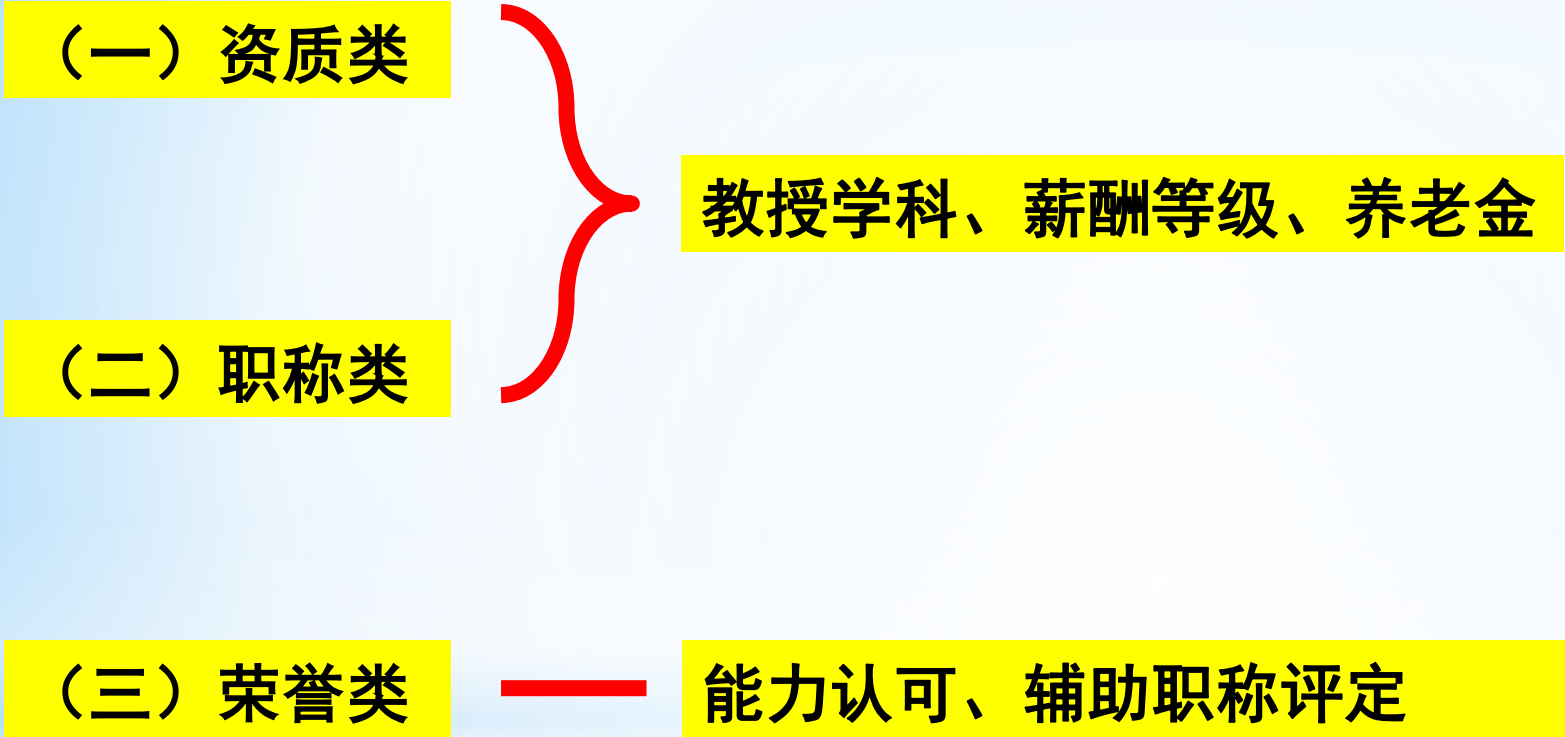 （一）资质类
教授学科、薪酬等级、养老金
（二）职称类
（三）荣誉类
能力认可、辅助职称评定